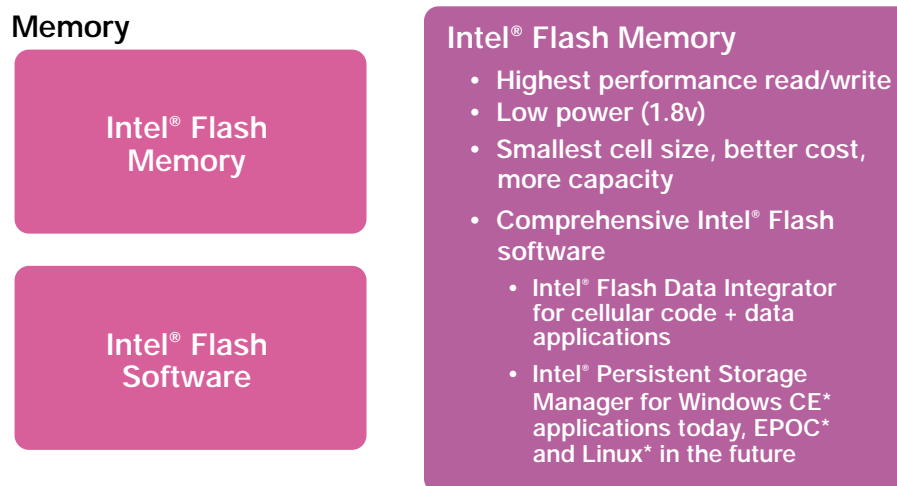 Memory
Intel® Flash
Memory
Intel® Flash
Software
Intel® Flash Memory
• Highest performance read/write
• Low power (1.8v)
• Smallest cell size, better cost,
more capacity
• Comprehensive Intel® Flash
software
• Intel® Flash Data Integrator
for cellular code + data
applications
• Intel® Persistent Storage
Manager for Windows CE*
applications today, EPOC*
and Linux* in the future